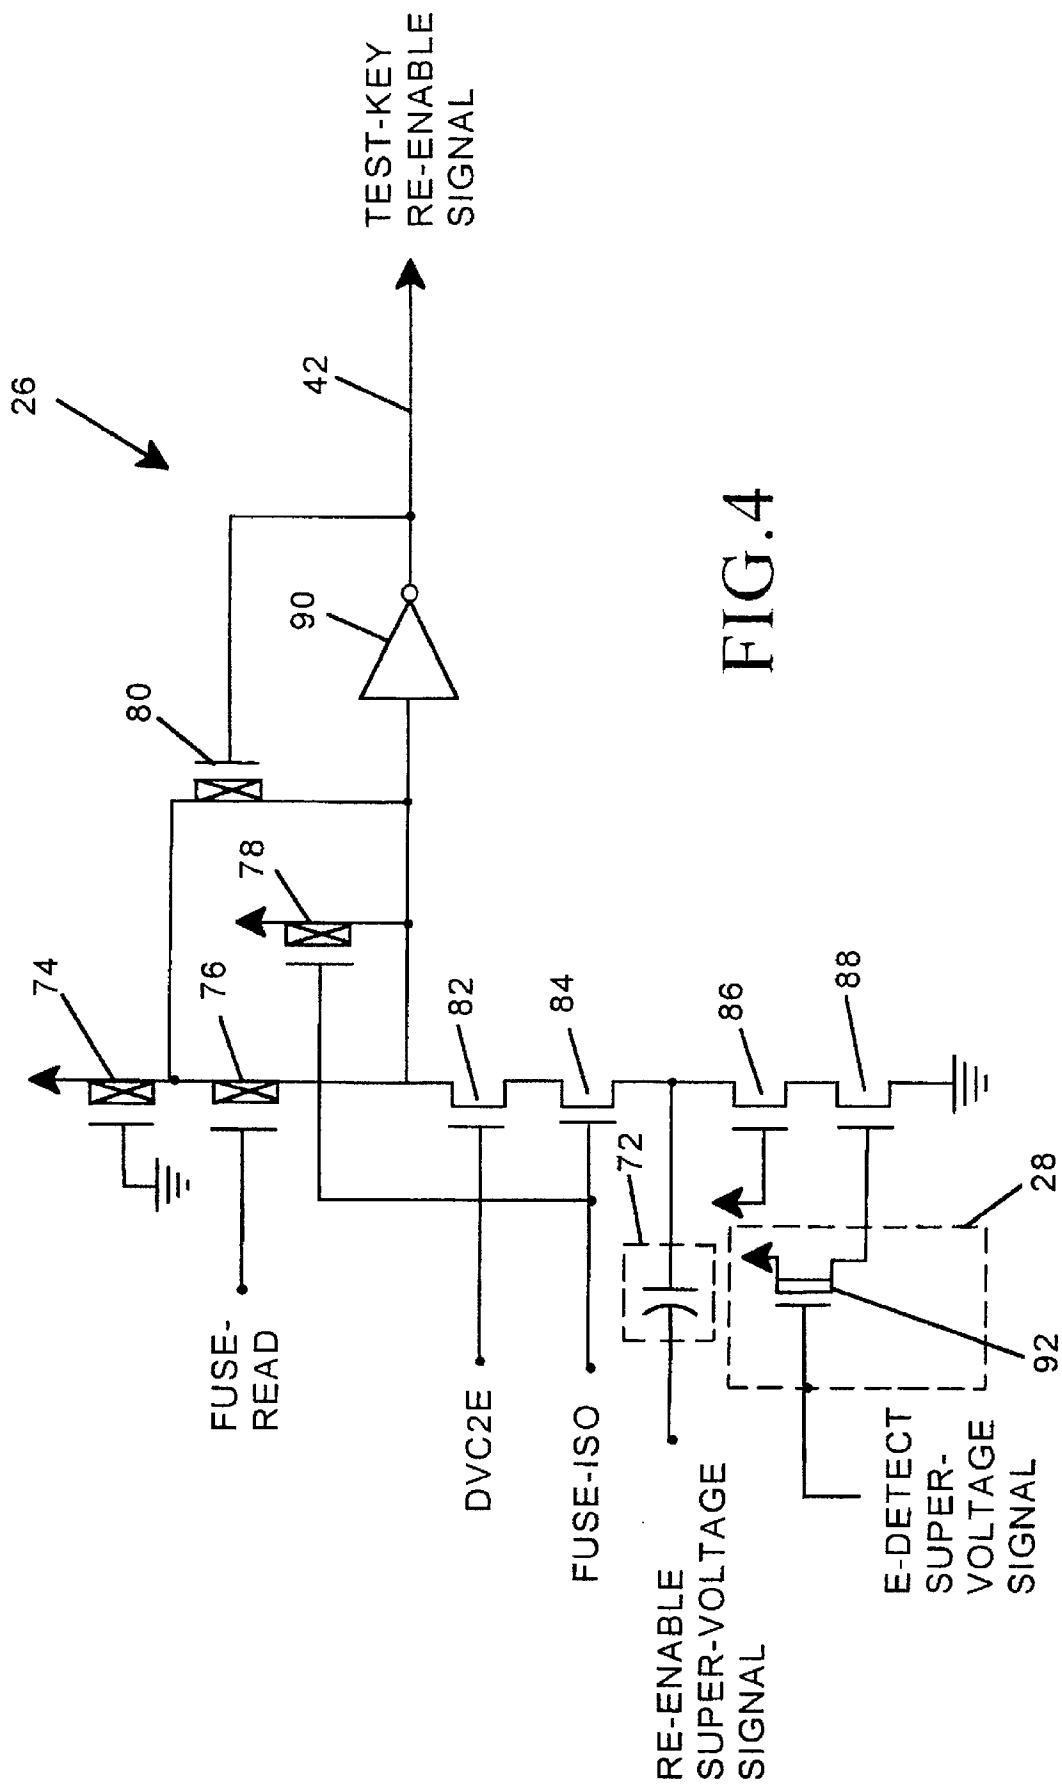 26
TEST-KEY
RE-ENABLE
SIGNAL
42
90
80
78
74
76
82
84
86
88
72
28
92
FUSE-
READ
DVC2E
FUSE-ISO
RE-ENABLE
SUPER-VOLTAGE
SIGNAL
E-DETECT
SUPER-
VOLTAGE
SIGNAL
FIG.4